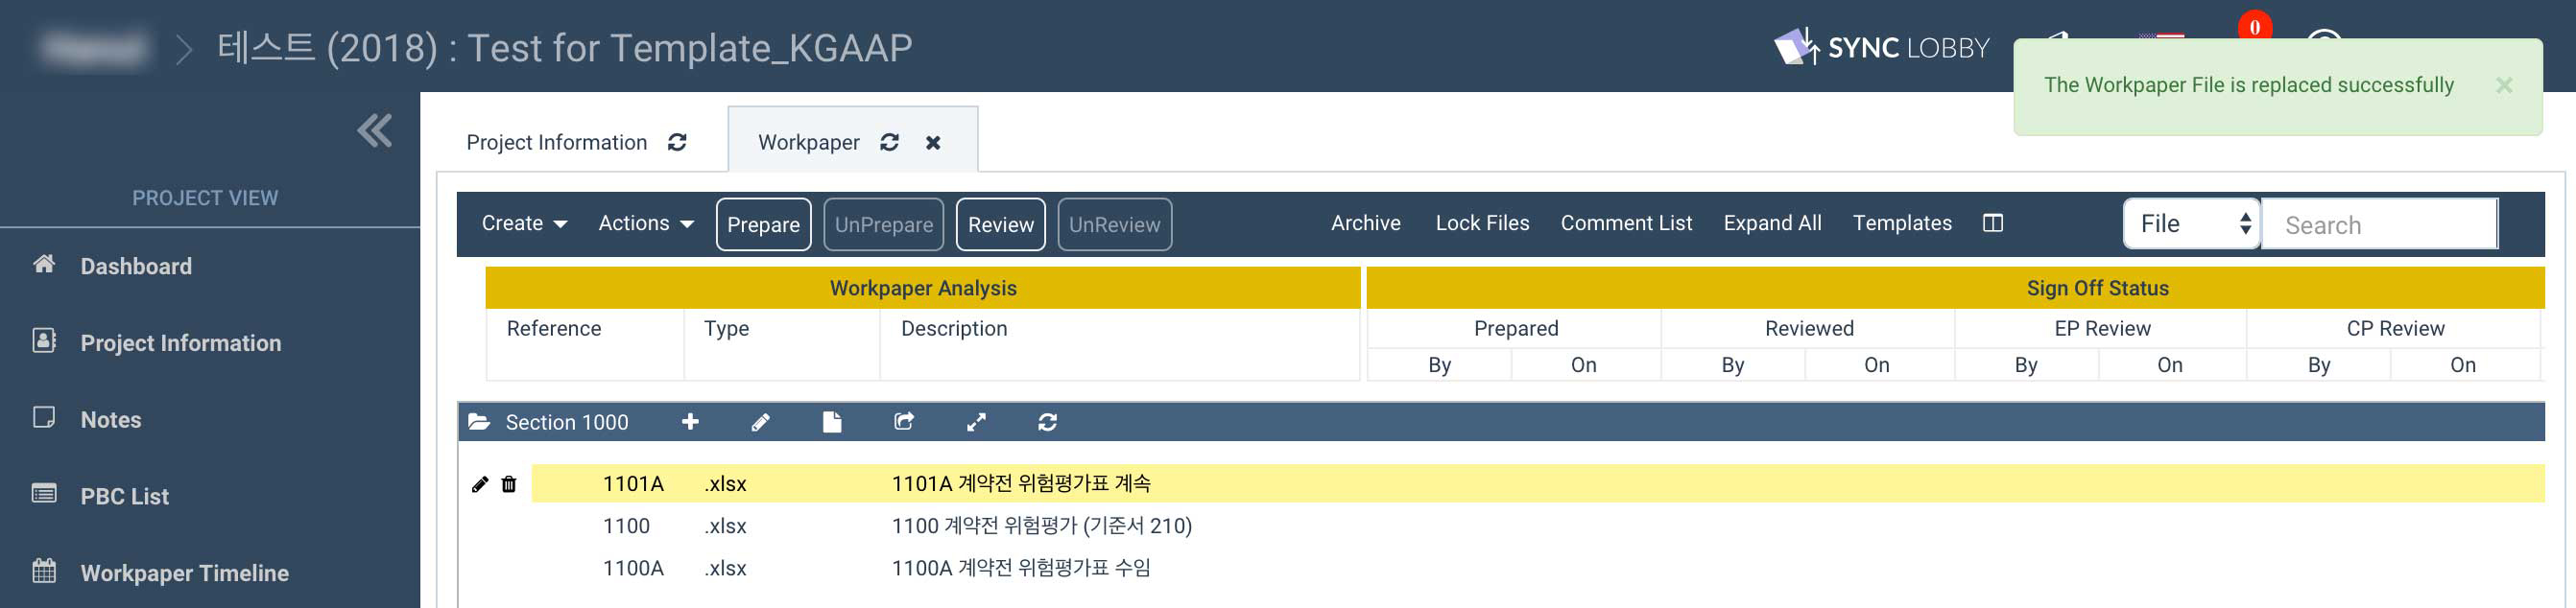 테스트 (2018) : Test for Template_KGAAP
SYNC LOBBY
0
The Workpaper File is replaced successfully
Project Information
Workpaper
PROJECT VIEW
Dashboard
Project Information
Notes
PBC List
Workpaper Timeline
Create Actions Prepare UnPrepare Review UnReview Archive Lock Files Comment List Expand All Templates File Search
Workpaper Analysis Sign Off Status
Reference Type Description Prepared Reviewed EP Review CP Review
By On By On By On By On
Section 1000
1101A .xlsx 1101A 계약전 위험평가표 계속
1100 .xlsx 1100 계약전 위험평가 (기준서 210)
1100A .xlsx 1100A 계약전 위험평가표 수임